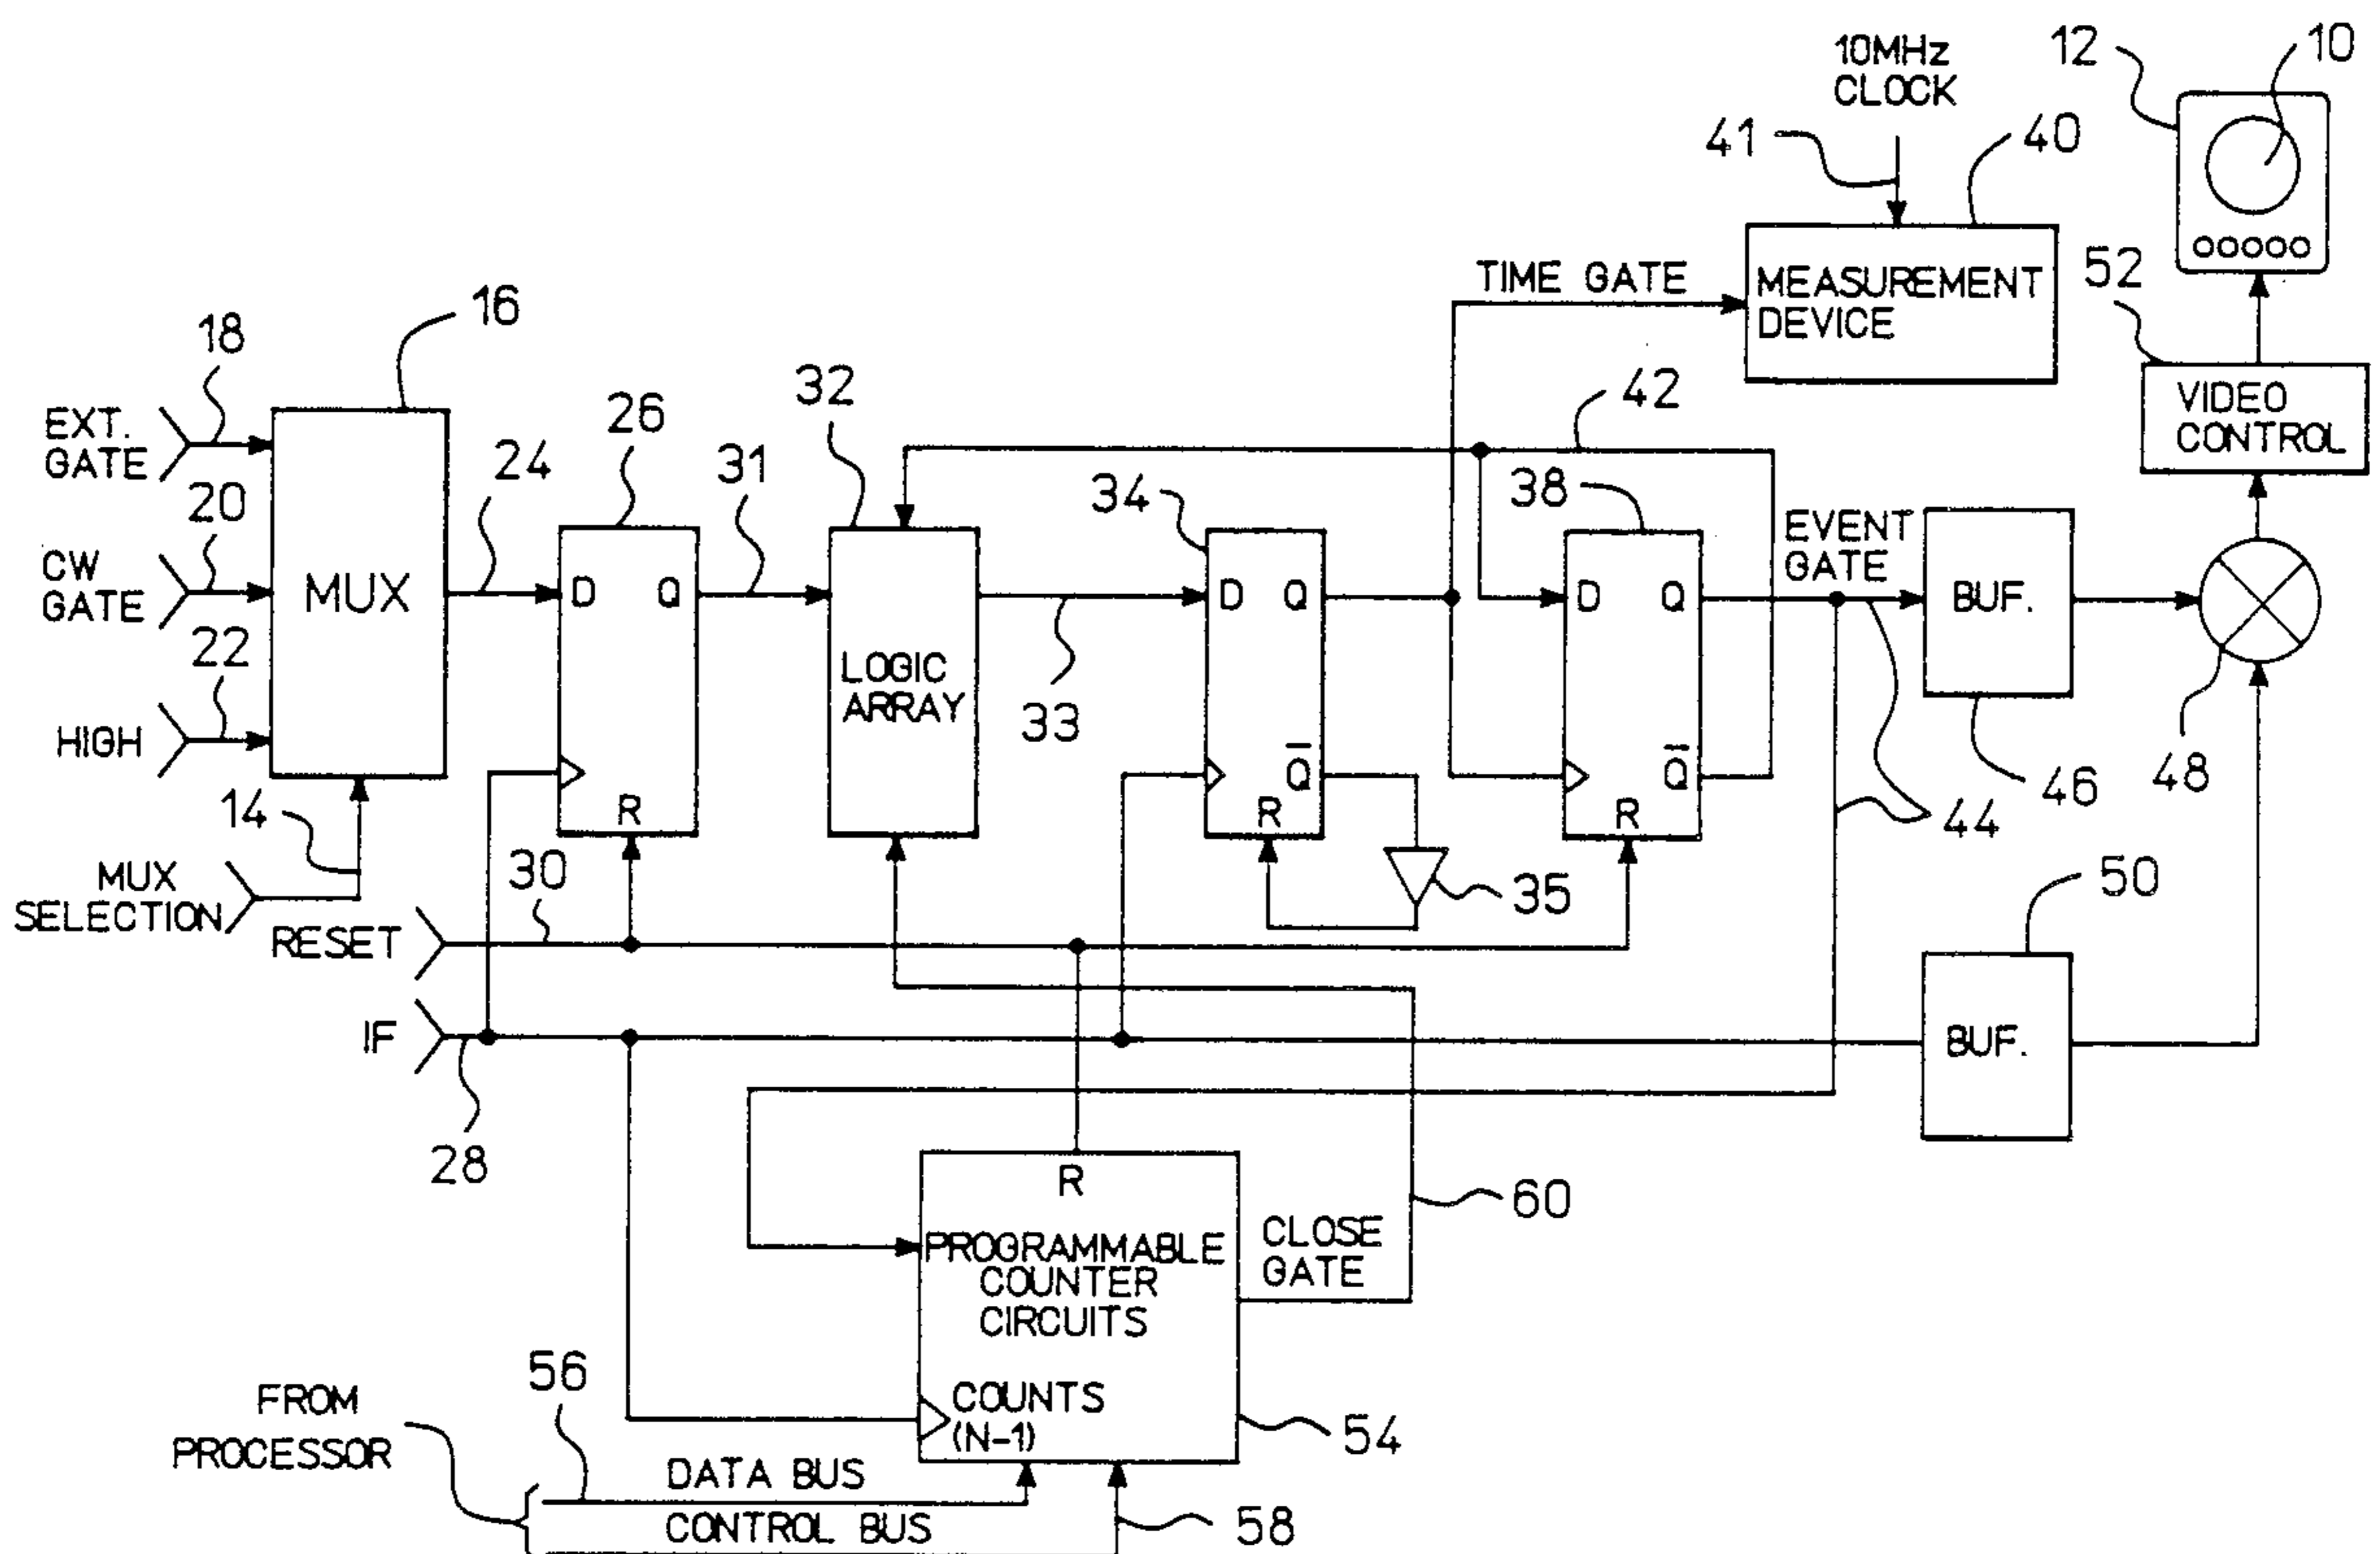 10MHz
CLOCK
12
10
41
40
MEASUREMENT
DEVICE
TIME GATE
52
VIDEO
CONTROL
16
18
EXT.
GATE
20
CW
GATE
22
HIGH
MUX
14
MUX
SELECTION
24
26
D Q
R
31
32
LOGIC
ARRAY
33
34
D Q
Q
R
35
42
38
D Q
Q
R
EVENT
GATE
BUF.
46
48
44
50
BUF.
30
RESET
IF
28
R
PROGRAMMABLE
COUNTER
CIRCUITS
COUNTS
(N-1)
CLOSE
GATE
60
54
56
FROM
PROCESSOR
DATA BUS
CONTROL BUS
58